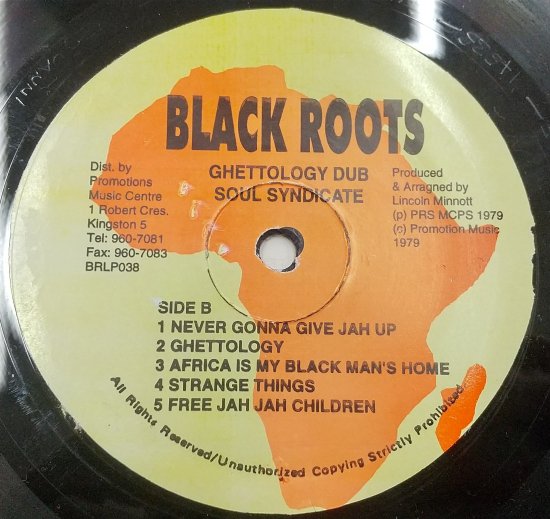 BLACK ROOTS
GHETTOLOGY DUB
SOUL SYNDICATE
Dist. by
Promotions
Music Centre
1 Robert Cres.
Kingston 5
Tel: 960-7081
Fax: 960-7083
BRLP038
Produced
& Arragned by
Lincoln Minnott
(p) PRS MCPS 1979
(c) Promotion Music
1979
SIDE B
1 NEVER GONNA GIVE JAH UP
2 GHETTOLOGY
3 AFRICA IS MY BLACK MAN'S HOME
4 STRANGE THINGS
5 FREE JAH JAH CHILDREN
All Rights Reserved/Unauthorized Copying Strictly Prohibited